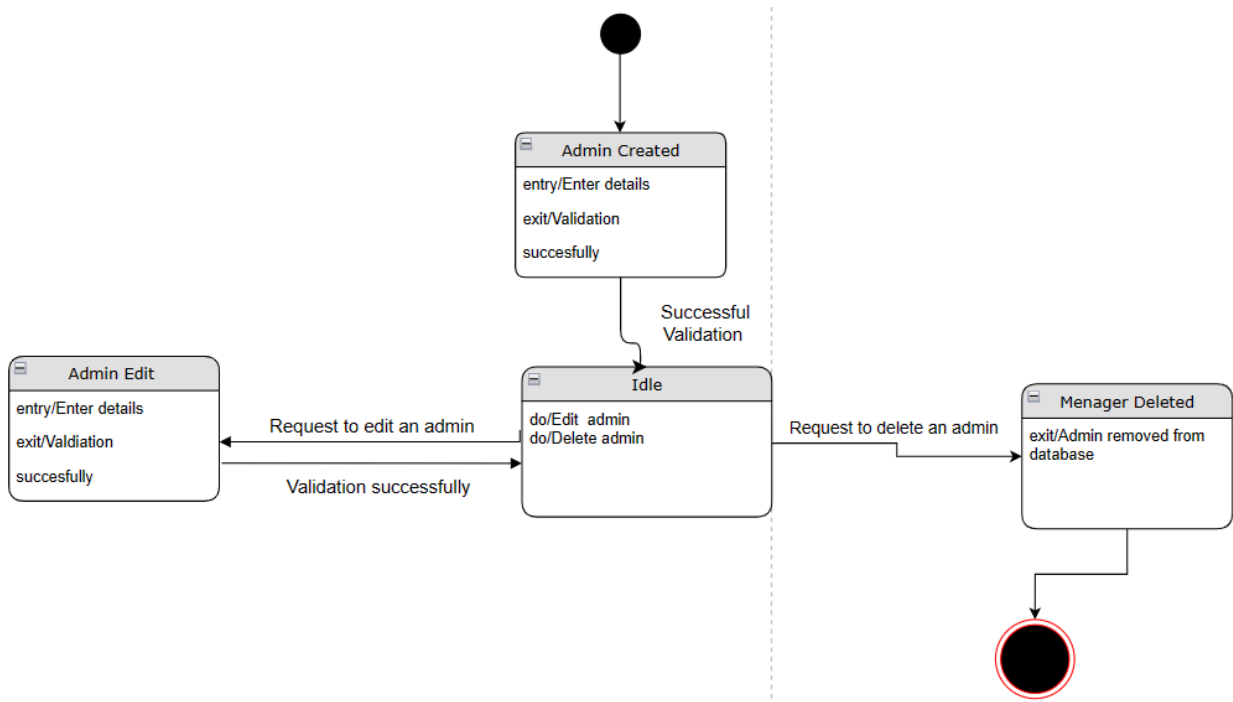 Admin Created
entry/Enter details
exit/Validation
succesfully
Successful
Validation
Admin Edit
entry/Enter details
exit/Valdiation
succesfully
Request to edit an admin
Validation successfully
Idle
do/Edit admin
do/Delete admin
Request to delete an admin
Menager Deleted
exit/Admin removed from
database